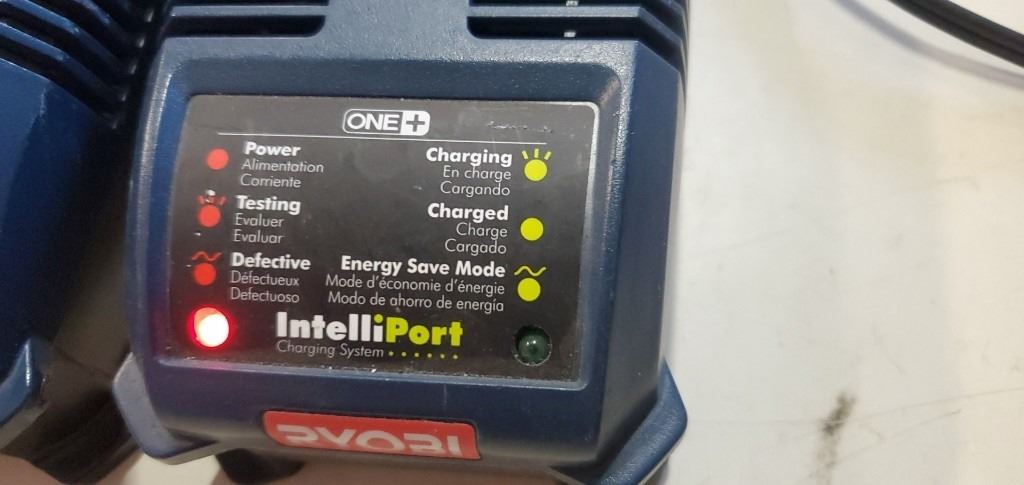 ONE+
Power
Alimentation
Corriente
Testing
Evaluer
Evaluar
Defective
Défectueux
Defectuoso
Charging
En charge
Cargando
Charged
Charge
Cargado
Energy Save Mode
Mode d'économie d'énergie
Modo de ahorro de energía
IntelliPort
Charging System
RYOBI